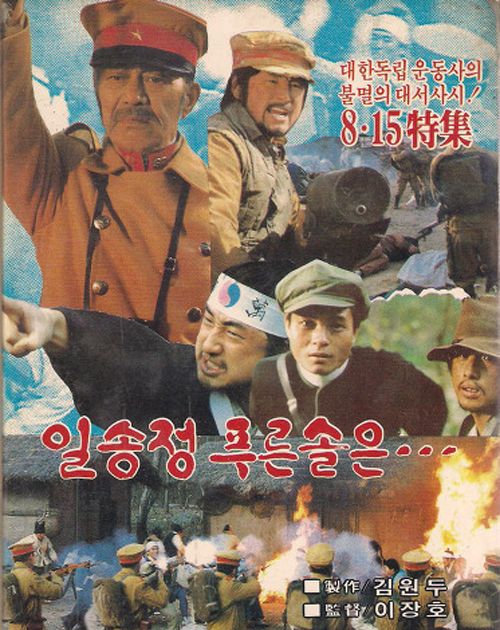 대한독립운동사의
불멸의대서사시!
8·15特集
일송정 푸른솔은···
■製作/김원두
■監督/이장호